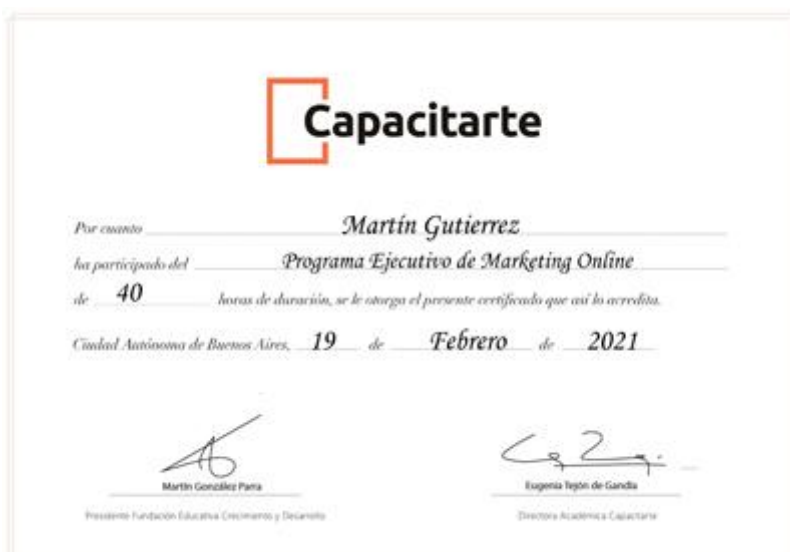 Capacitarte
Por cuanto Martín Gutierrez
ha participado del Programa Ejecutivo de Marketing Online
de 40 horas de duración, se le otorga el presente certificado que así lo acredita.
Ciudad Autónoma de Buenos Aires, 19 de Febrero de 2021
Martín González Parra Eugenia Tejón de Gandla
Presidente Fundación Educativa Crecimiento y Desarrollo Directora Académica Capacitarte